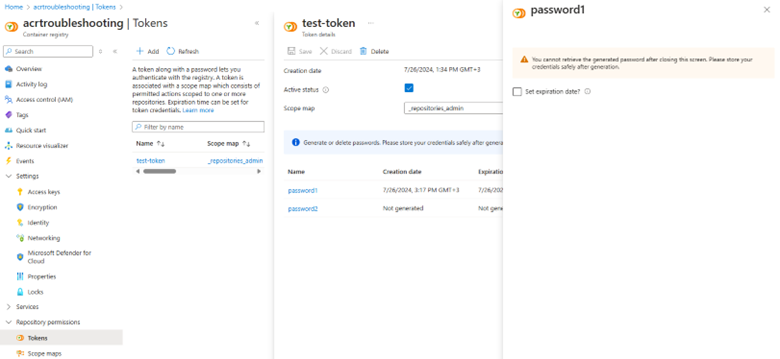 Home > acrtroubleshooting | Tokens >
acrtroubleshooting | Tokens
Container registry
Search
Overview
Activity log
Access control (IAM)
Tags
Quick start
Resource visualizer
Events
Settings
Access keys
Encryption
Identity
Networking
Microsoft Defender for
Cloud
Properties
Locks
Services
Repository permissions
Tokens
Scope maps
Add
Refresh
A token along with a password lets you
authenticate with the registry. A token is
associated with a scope map which consists of
permitted actions scoped to one or more
repositories. Expiration time can be set for
token credentials. Learn more
Filter by name
Name ↑↓ Scope map ↑↓
test-token _repositories_admin
test-token ...
Token details
Save Discard Delete
Creation date 7/26/2024, 1:34 PM GMT+3
Active status
Scope map _repositories_admin
Generate or delete passwords. Please store your credentials safely after genera
Name Creation date Expiratio
password1 7/26/2024, 3:17 PM GMT+3 7/26/202
password2 Not generated Not gene
password1
You cannot retrieve the generated password after closing this screen. Please store your
credentials safely after generation.
Set expiration date?